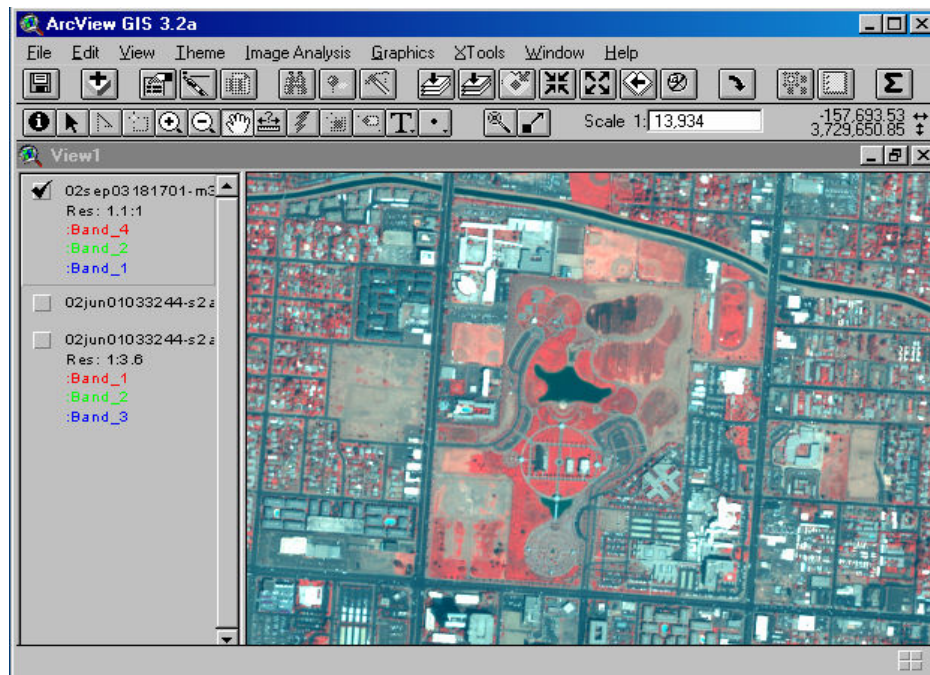 ArcView GIS 3.2a
File Edit View Theme Image Analysis Graphics XTools Window Help
Σ
T
Scale 1: 13,934
-157,693.53
3,729,650.85
View1
02sep03181701-m3
Res: 1.1:1
:Band_4
:Band_2
:Band_1
02jun01033244-s2a
02jun01033244-s2a
Res: 1:3.6
:Band_1
:Band_2
:Band_3